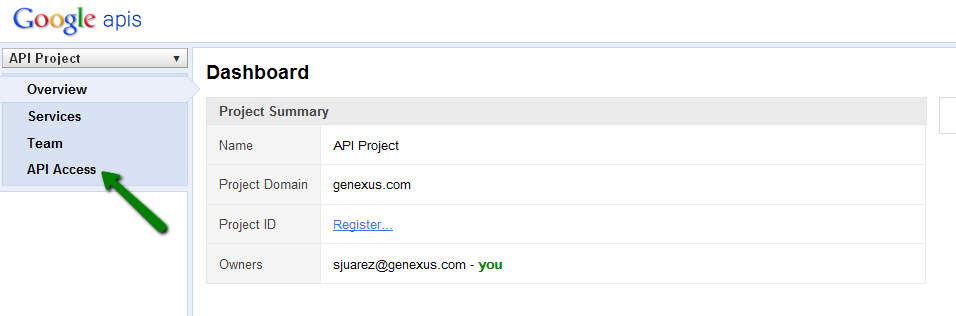 Google apis
API Project
Overview
Services
Team
API Access
Dashboard
Project Summary
Name API Project
Project Domain genexus.com
Project ID Register...
Owners sjuarez@genexus.com - you